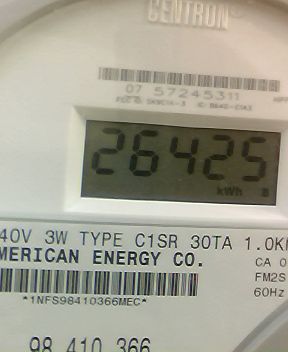 CENTRON®
07 57245311
26425
kWh
40V 3W TYPE C1SR 30TA 1.0K
MERICAN ENERGY CO.
CA 0
FM2S
60Hz
*1NFS98410366MEC*
98 410 366